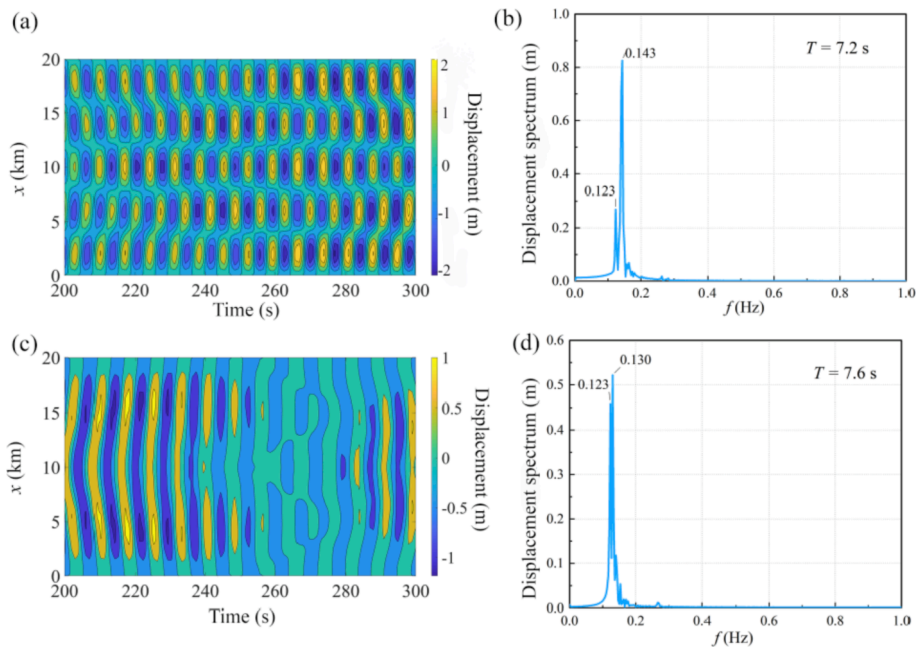 (a)
20
15
10
5
0
x (km)
200 220 240 260 280 300
Time (s)
2
1
0
-1
-2
Displacement (m)
(b)
1.0
0.8
0.6
0.4
0.2
0.0
Displacement spectrum (m)
0.143
T = 7.2 s
0.123
0.0 0.2 0.4 0.6 0.8 1.0
f (Hz)
(c)
20
15
10
5
0
x (km)
200 220 240 260 280 300
Time (s)
1
0.5
0
-0.5
-1
Displacement (m)
(d)
0.6
0.5
0.4
0.3
0.2
0.1
0.0
Displacement spectrum (m)
0.130
T = 7.6 s
0.123
0.0 0.2 0.4 0.6 0.8 1.0
f (Hz)